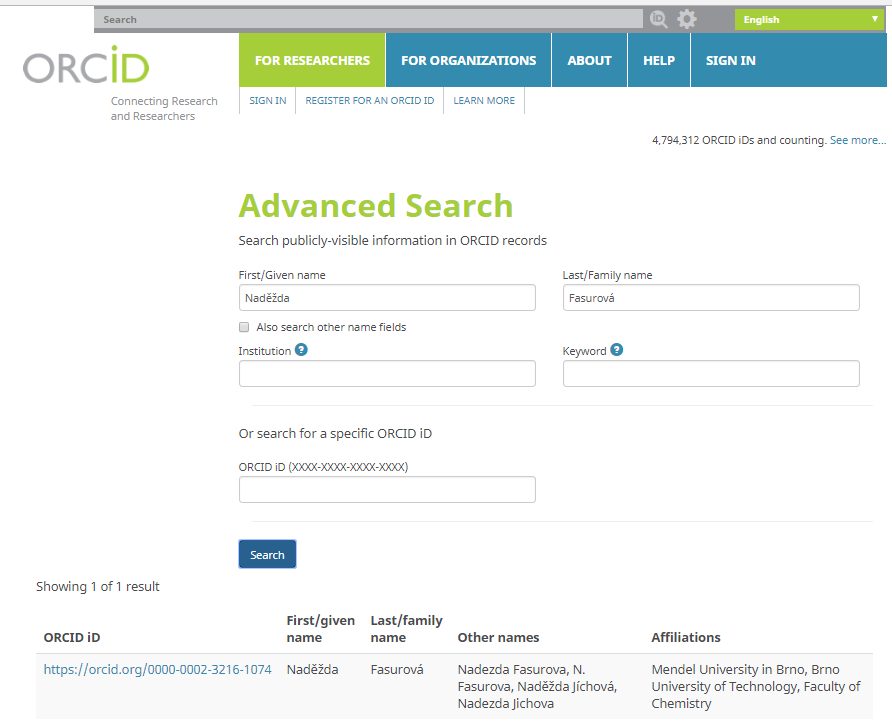 Search
iD
English
ORCiD
Connecting Research
and Researchers
FOR RESEARCHERS FOR ORGANIZATIONS ABOUT HELP SIGN IN
SIGN IN REGISTER FOR AN ORCID ID LEARN MORE
4,794,312 ORCID iDs and counting. See more...
Advanced Search
Search publicly-visible information in ORCID records
First/Given name Last/Family name
Naděžda Fasurová
Also search other name fields
Institution ? Keyword ?
Or search for a specific ORCID iD
ORCID iD (XXXX-XXXX-XXXX-XXXX)
Search
Showing 1 of 1 result
First/given Last/family
ORCID iD name name Other names Affiliations
https://orcid.org/0000-0002-3216-1074 Naděžda Fasurová Nadezda Fasurova, N. Mendel University in Brno, Brno
Fasurova, Naděžda Jíchová, University of Technology, Faculty of
Nadezda Jichova Chemistry